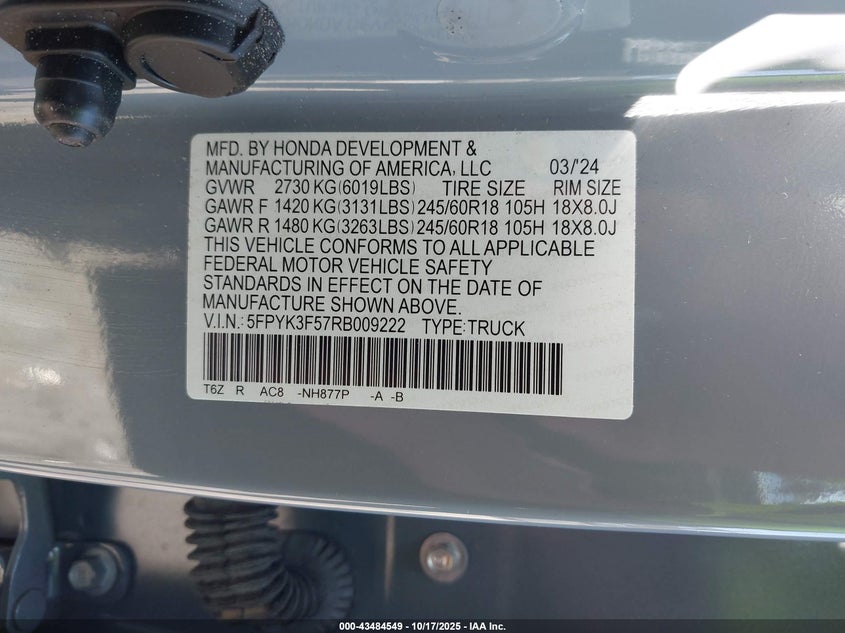 MFD. BY HONDA DEVELOPMENT &
MANUFACTURING OF AMERICA, LLC 03/'24
GVWR 2730 KG(6019LBS) TIRE SIZE RIM SIZE
GAWR F 1420 KG(3131LBS) 245/60R18 105H 18X8.0J
GAWR R 1480 KG(3263LBS) 245/60R18 105H 18X8.0J
THIS VEHICLE CONFORMS TO ALL APPLICABLE
FEDERAL MOTOR VEHICLE SAFETY
STANDARDS IN EFFECT ON THE DATE OF
MANUFACTURE SHOWN ABOVE.
V.I.N.: 5FPYK3F57RB009222 TYPE:TRUCK
T6Z R AC8 -NH877P -A -B
000-43484549 | 10/17/2025 | IAA Inc.